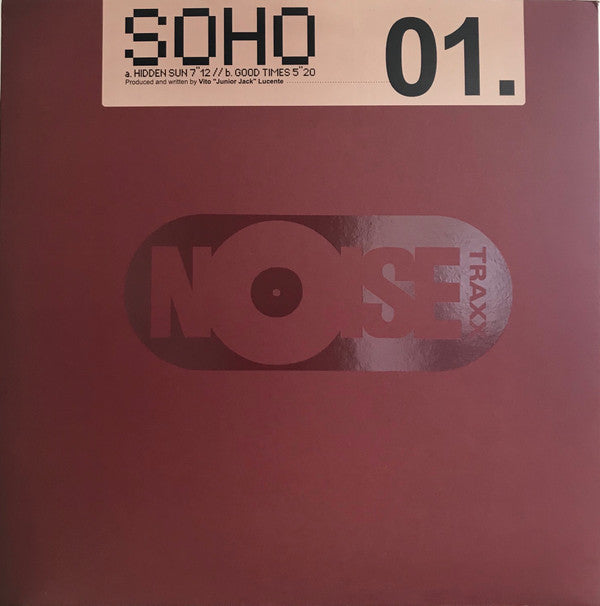 SOHO
a. HIDDEN SUN 7"12 // b. GOOD TIMES 5"20
Produced and written by Vito "Junior Jack" Lucente
01.
NOISE
TRAXX